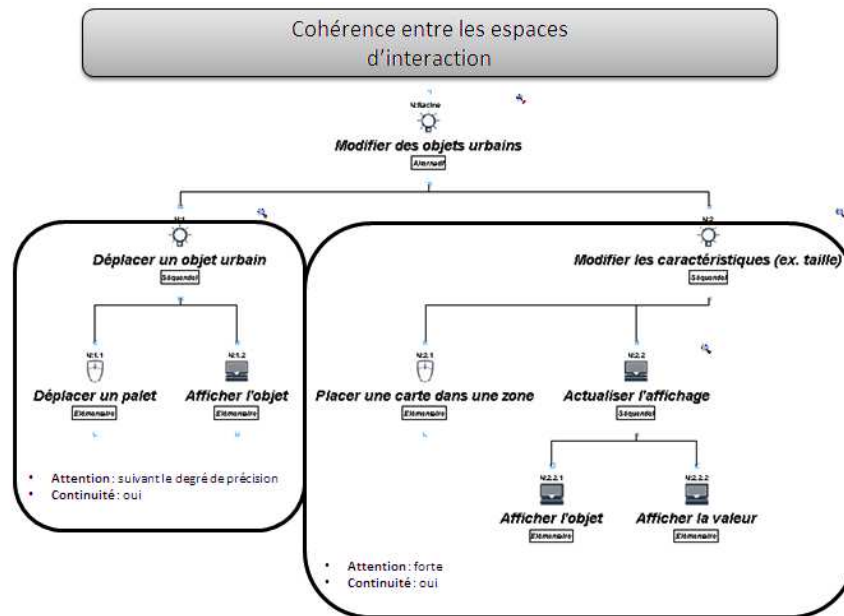 Cohérence entre les espaces
d'interaction
N:Racine
Modifier des objets urbains
Alternatif
N:1
Déplacer un objet urbain
Séquentiel
N:1.1
Déplacer un palet
Elémentaire
N:1.2
Afficher l'objet
Elémentaire
• Attention : suivant le degré de précision
• Continuité : oui
N:2
Modifier les caractéristiques (ex. taille)
Séquentiel
N:2.1
Placer une carte dans une zone
Elémentaire
N:2.2
Actualiser l'affichage
Séquentiel
N:2.2.1
Afficher l'objet
Elémentaire
N:2.2.2
Afficher la valeur
Elémentaire
• Attention : forte
• Continuité : oui